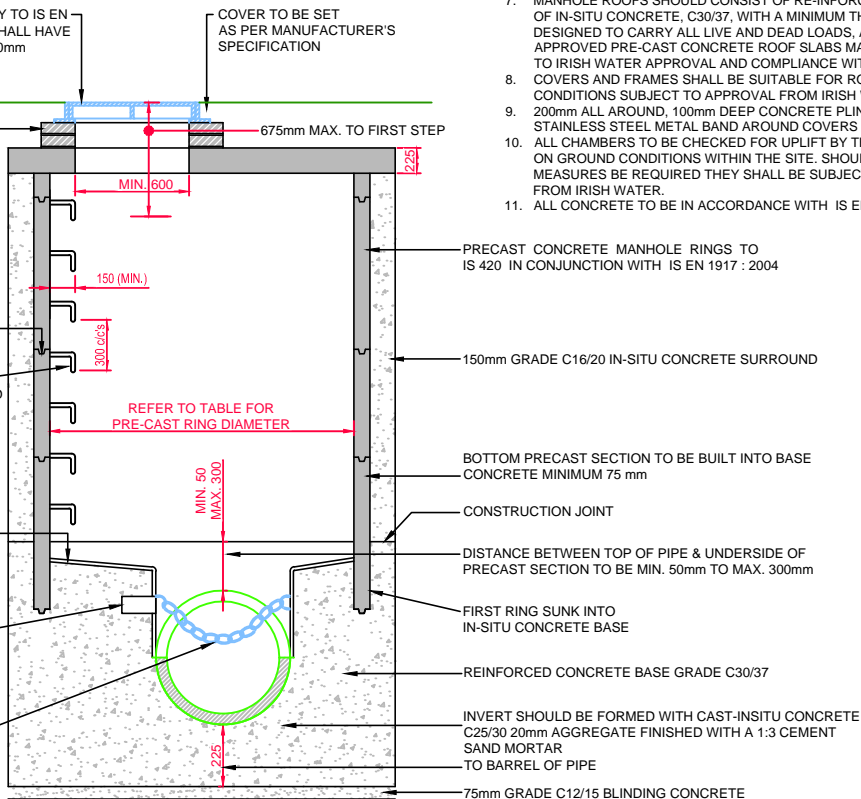 Y TO IS EN
SHALL HAVE
0mm
COVER TO BE SET
AS PER MANUFACTURER'S
SPECIFICATION
7. MANHOLE ROOFS SHOULD CONSIST OF RE-INFORC
OF IN-SITU CONCRETE, C30/37, WITH A MINIMUM TH
DESIGNED TO CARRY ALL LIVE AND DEAD LOADS, A
APPROVED PRE-CAST CONCRETE ROOF SLABS MA
TO IRISH WATER APPROVAL AND COMPLIANCE WIT
8. COVERS AND FRAMES SHALL BE SUITABLE FOR RO
CONDITIONS SUBJECT TO APPROVAL FROM IRISH
9. 200mm ALL AROUND, 100mm DEEP CONCRETE PLIN
STAINLESS STEEL METAL BAND AROUND COVERS
10. ALL CHAMBERS TO BE CHECKED FOR UPLIFT BY TH
ON GROUND CONDITIONS WITHIN THE SITE. SHOU
MEASURES BE REQUIRED THEY SHALL BE SUBJEC
FROM IRISH WATER.
11. ALL CONCRETE TO BE IN ACCORDANCE WITH IS E
675mm MAX. TO FIRST STEP
225
MIN. 600
PRECAST CONCRETE MANHOLE RINGS TO
IS 420 IN CONJUNCTION WITH IS EN 1917 : 2004
150 (MIN.)
300 c/c's
150mm GRADE C16/20 IN-SITU CONCRETE SURROUND
REFER TO TABLE FOR
PRE-CAST RING DIAMETER
BOTTOM PRECAST SECTION TO BE BUILT INTO BASE
CONCRETE MINIMUM 75 mm
MIN. 50
MAX. 300
CONSTRUCTION JOINT
DISTANCE BETWEEN TOP OF PIPE & UNDERSIDE OF
PRECAST SECTION TO BE MIN. 50mm TO MAX. 300mm
FIRST RING SUNK INTO
IN-SITU CONCRETE BASE
REINFORCED CONCRETE BASE GRADE C30/37
INVERT SHOULD BE FORMED WITH CAST-INSITU CONCRETE
C25/30 20mm AGGREGATE FINISHED WITH A 1:3 CEMENT
SAND MORTAR
TO BARREL OF PIPE
225
75mm GRADE C12/15 BLINDING CONCRETE